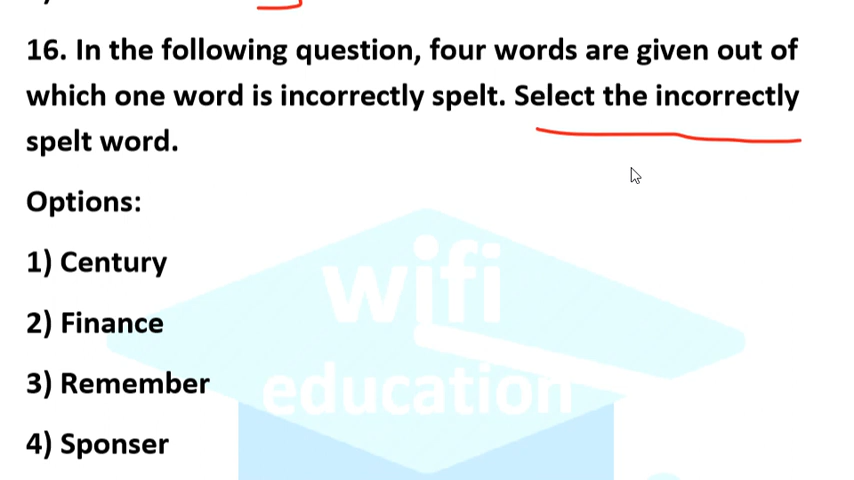 16. In the following question, four words are given out of
which one word is incorrectly spelt. Select the incorrectly
spelt word.
Options:
1) Century
2) Finance
3) Remember
4) Sponser
wifi
education